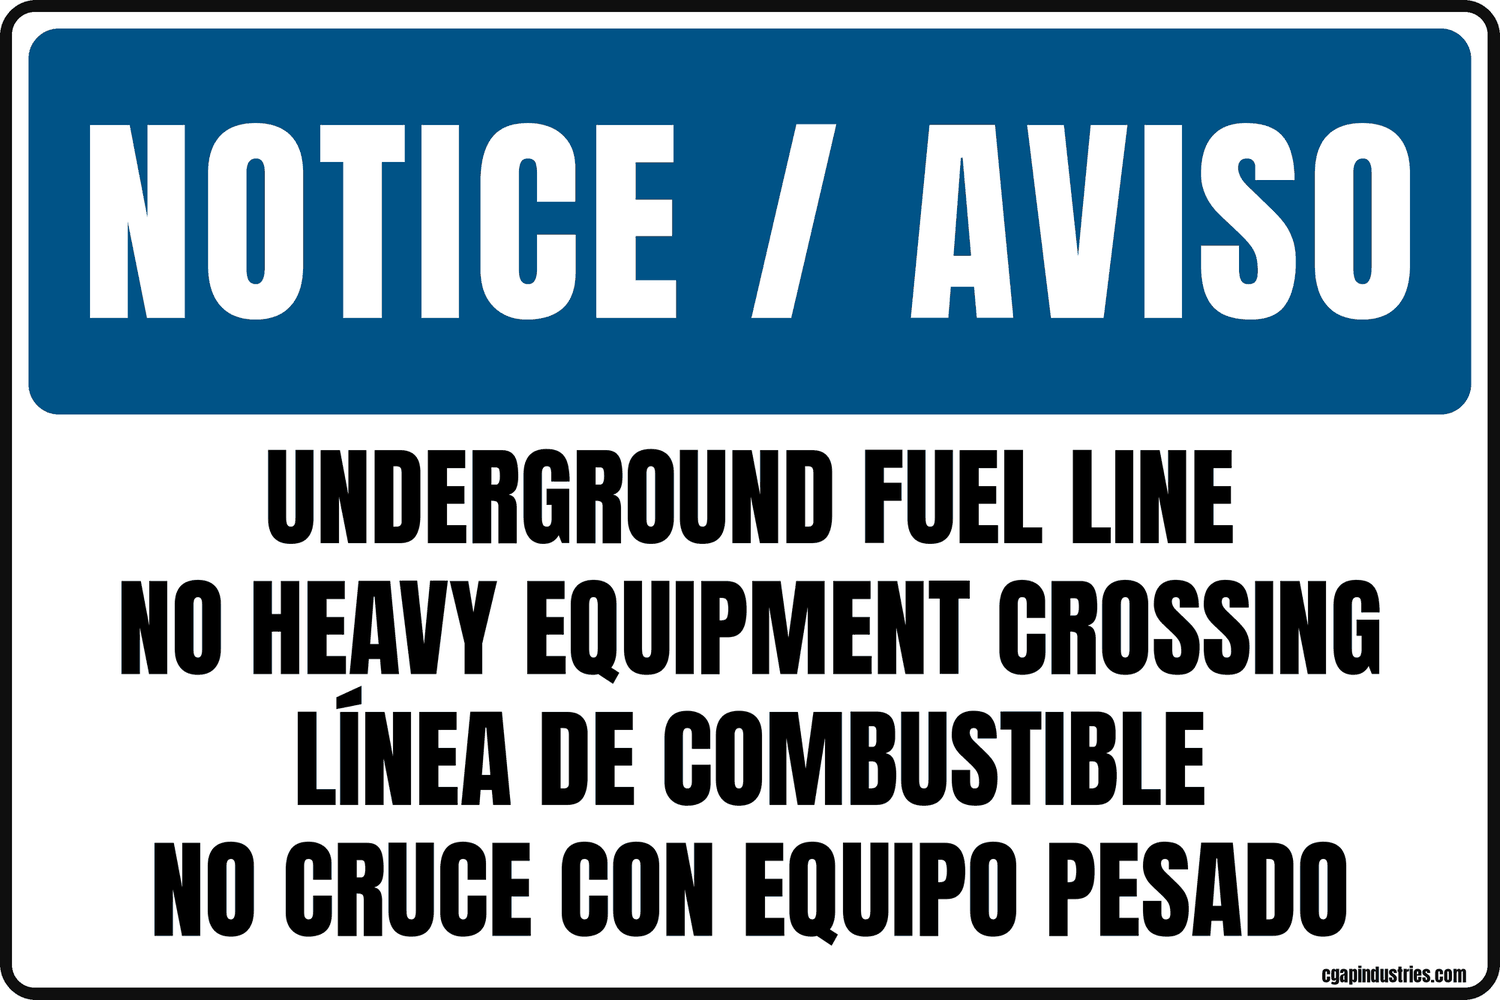 NOTICE / AVISO
UNDERGROUND FUEL LINE
NO HEAVY EQUIPMENT CROSSING
LÍNEA DE COMBUSTIBLE
NO CRUCE CON EQUIPO PESADO
cgapindustries.com